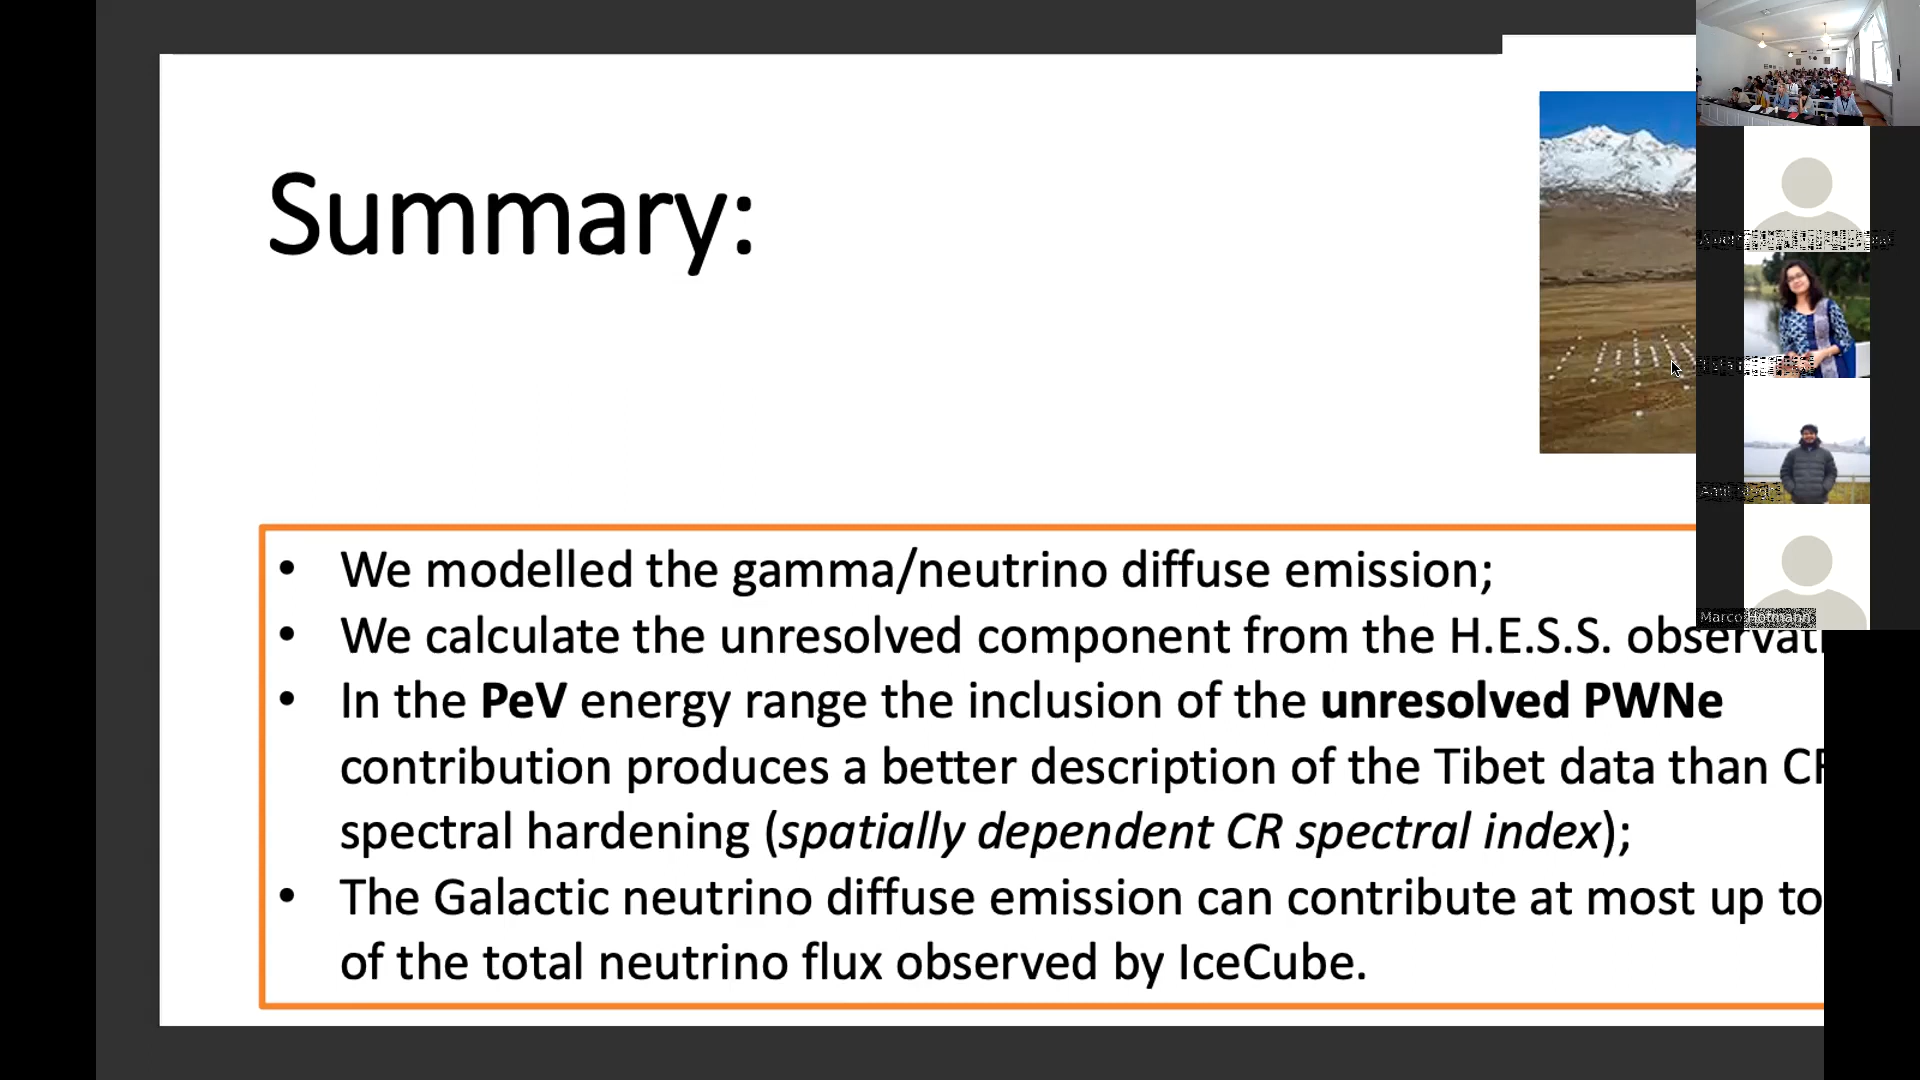 Summary:
• We modelled the gamma/neutrino diffuse emission;
• We calculate the unresolved component from the H.E.S.S.
• In the PeV energy range the inclusion of the unresolved PWNe
contribution produces a better description of the Tibet data than
spectral hardening (spatially dependent CR spectral index);
• The Galactic neutrino diffuse emission can contribute at most up to
of the total neutrino flux observed by IceCube.
Marco Hofmann